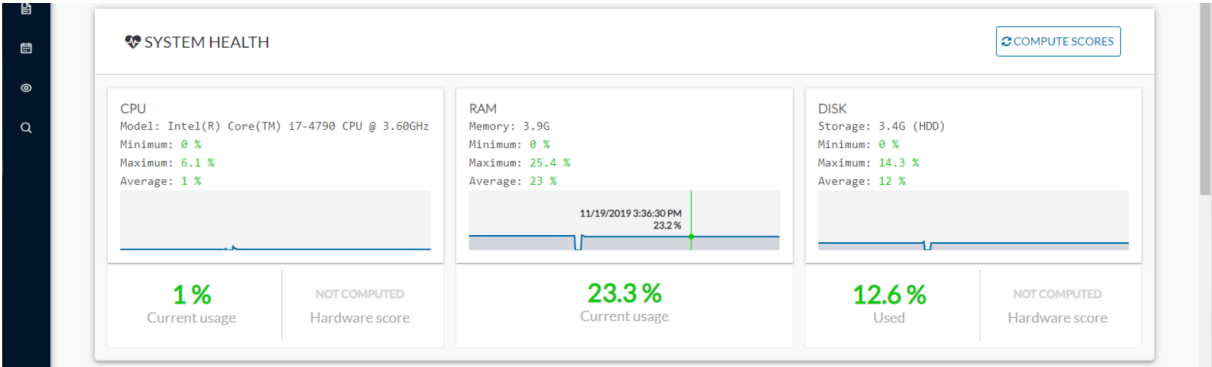 SYSTEM HEALTH
COMPUTE SCORES
CPU
Model: Intel(R) Core(TM) i7-4790 CPU @ 3.60GHz
Minimum: 0 %
Maximum: 6.1 %
Average: 1 %
1 %
Current usage
NOT COMPUTED
Hardware score
RAM
Memory: 3.9G
Minimum: 0 %
Maximum: 25.4 %
Average: 23 %
11/19/2019 3:36:30 PM
23.2 %
23.3 %
Current usage
DISK
Storage: 3.4G (HDD)
Minimum: 0 %
Maximum: 14.3 %
Average: 12 %
12.6 %
Used
NOT COMPUTED
Hardware score